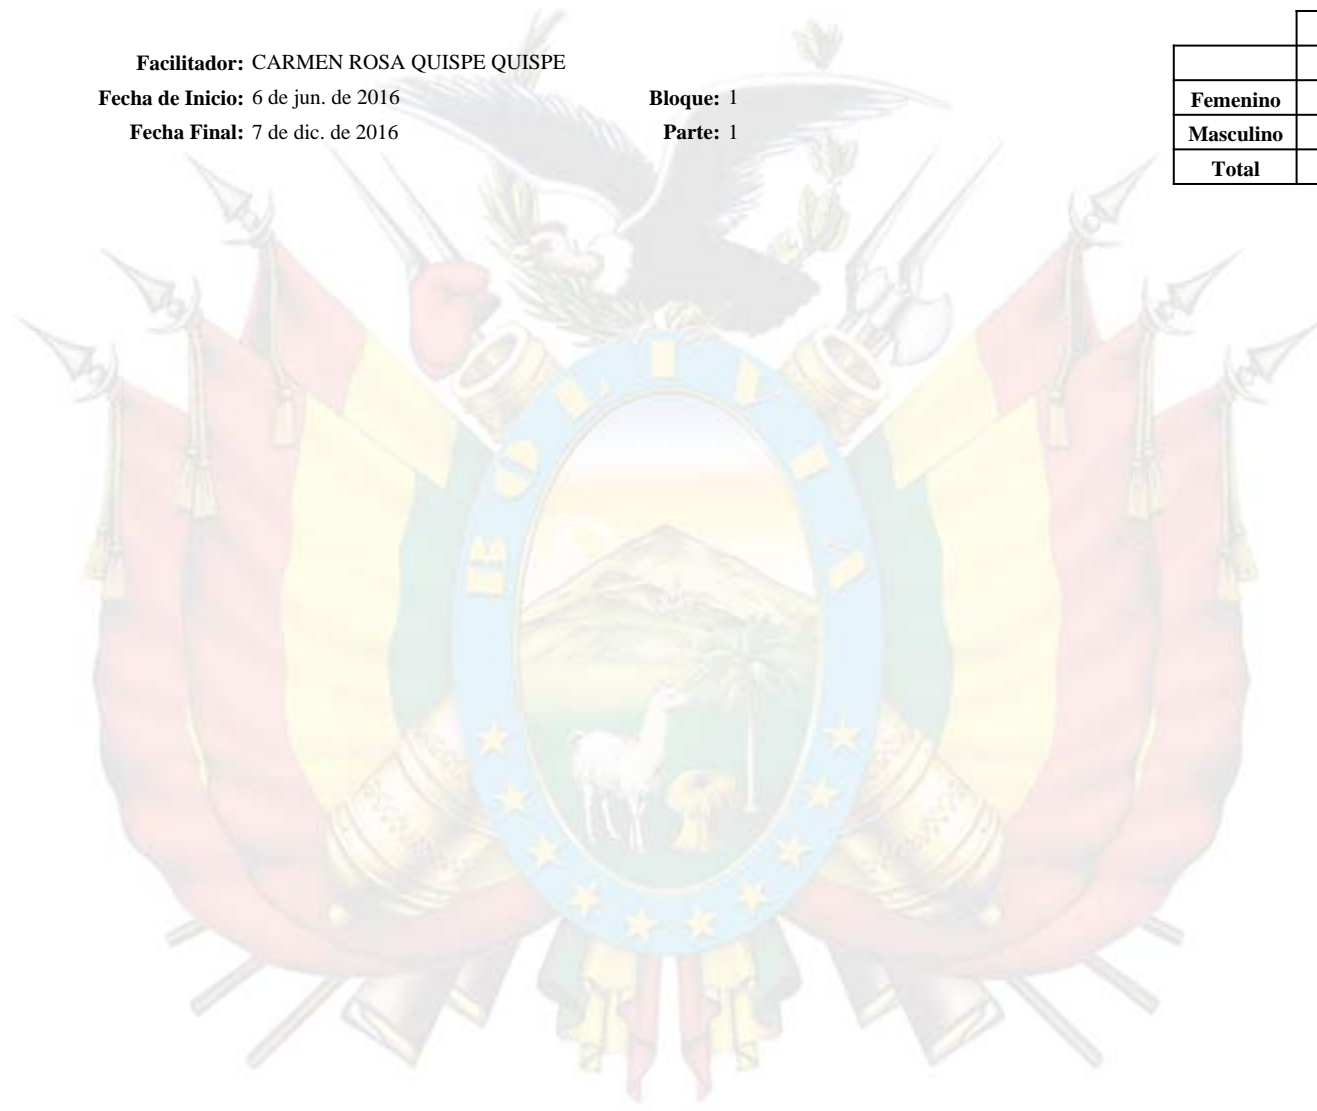 Facilitador: CARMEN ROSA QUISPE QUISPE
Fecha de Inicio: 6 de jun. de 2016 Bloque: 1
Fecha Final: 7 de dic. de 2016 Parte: 1
Femenino
Masculino
Total
BOLIVIA